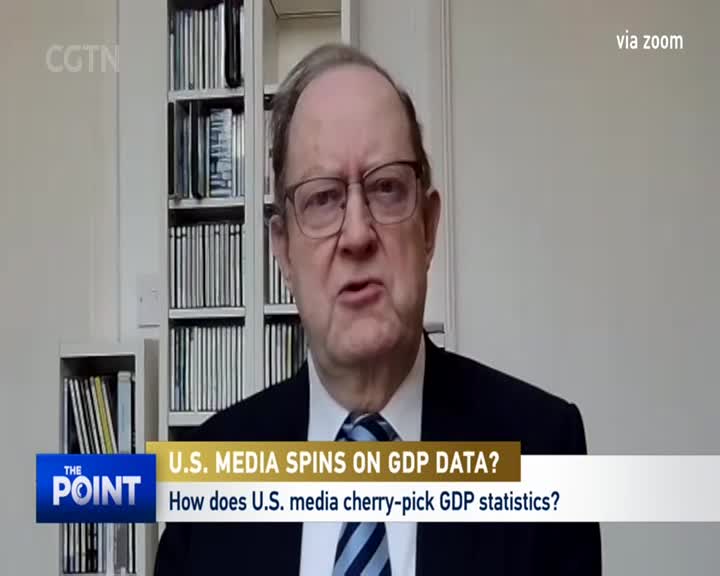 CGTN
via zoom
U.S. MEDIA SPINS ON GDP DATA?
THE
POINT
How does U.S. media cherry-pick GDP statistics?